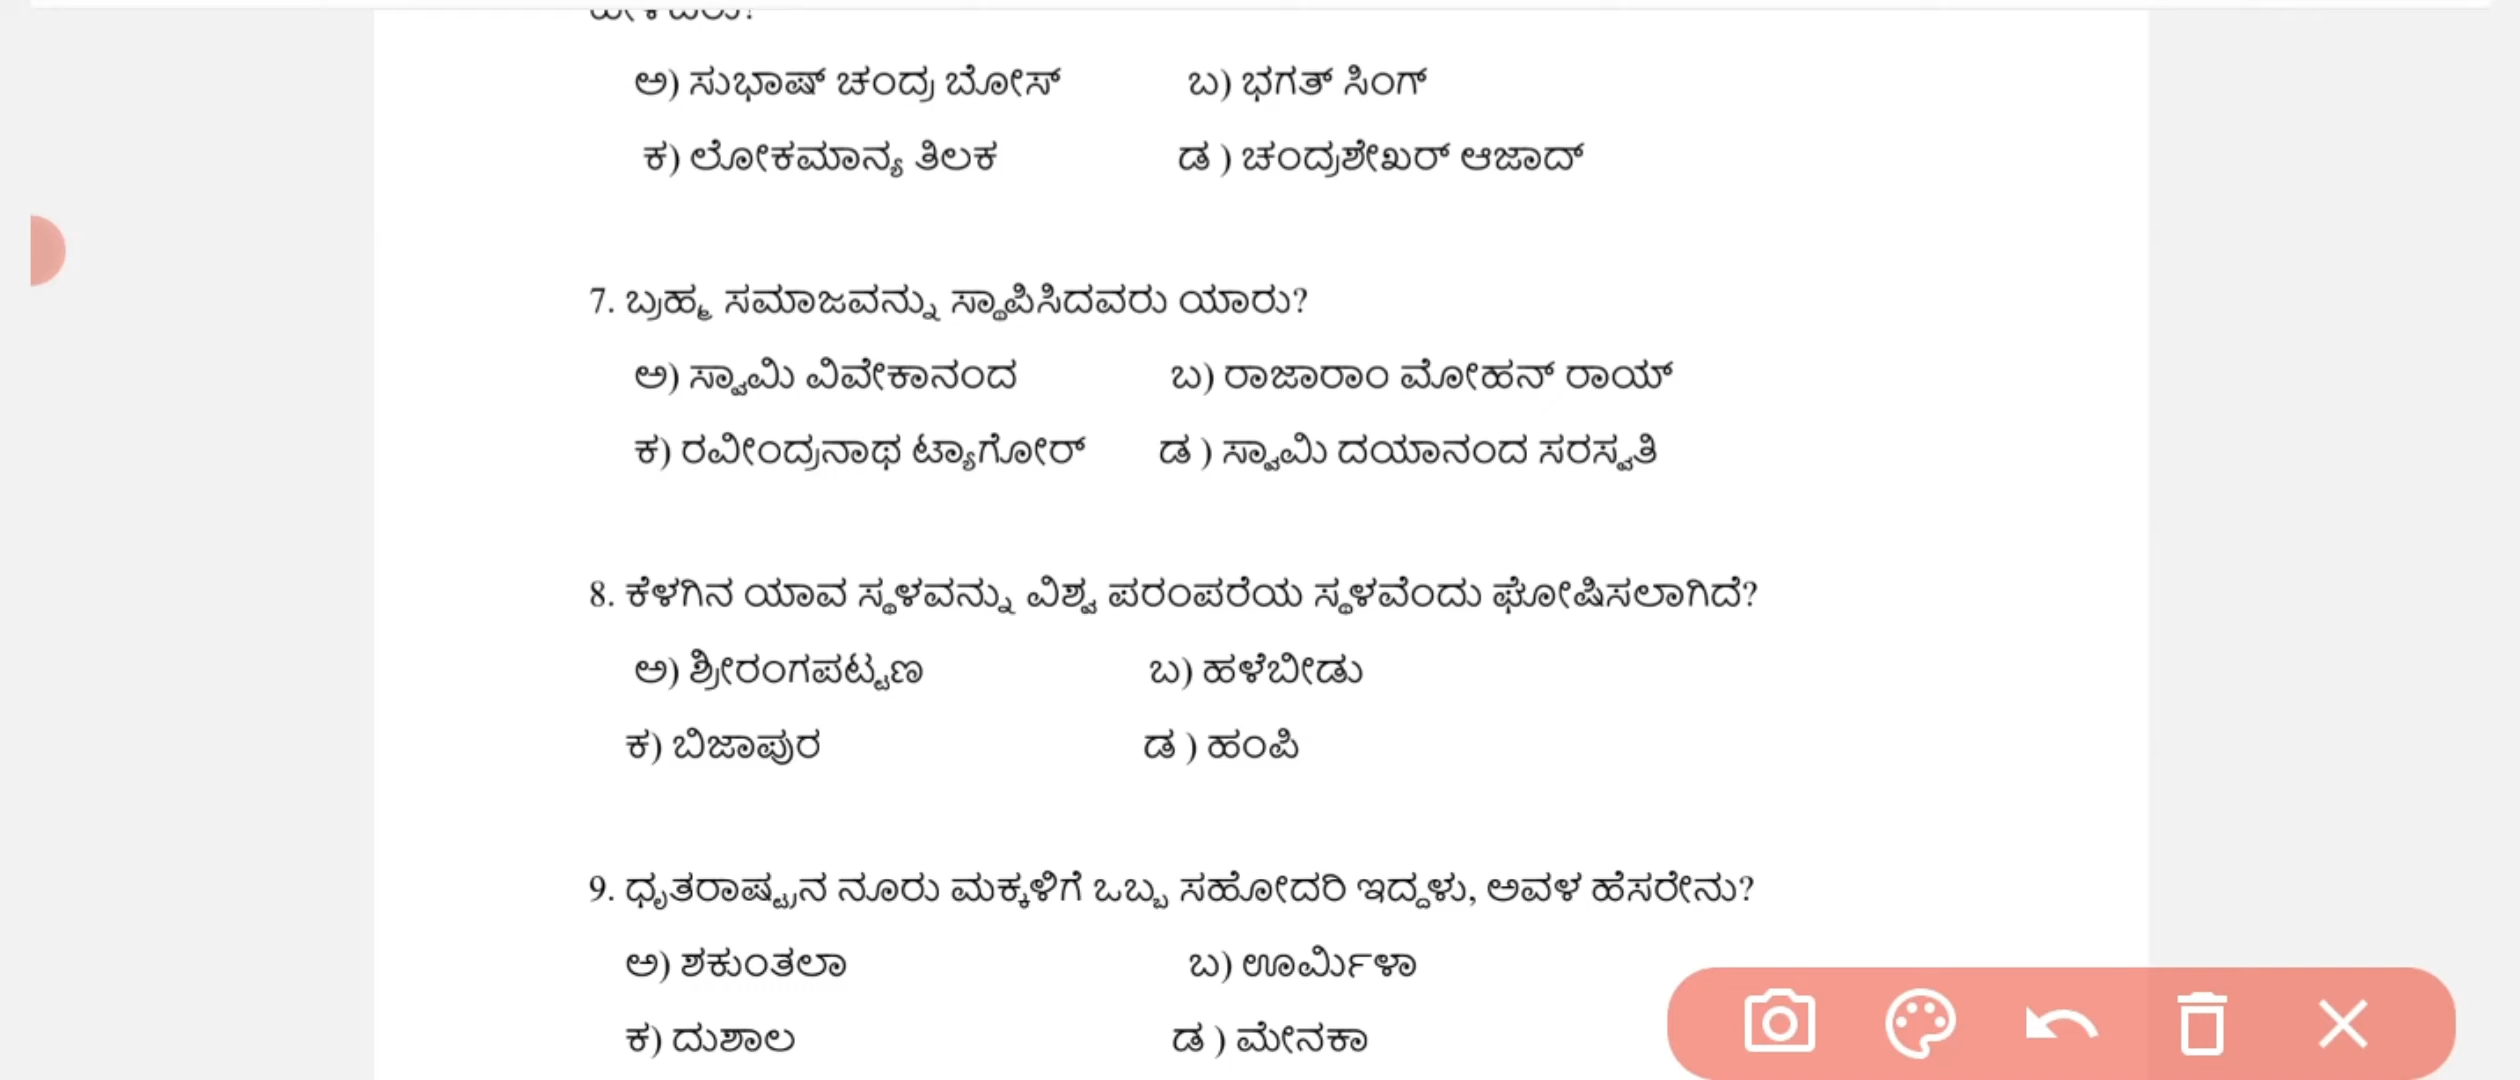 ಅ) ಸುಭಾಷ್ ಚಂದ್ರ ಬೋಸ್ ಬ) ಭಗತ್ ಸಿಂಗ್
ಕ) ಲೋಕಮಾನ್ಯ ತಿಲಕ ಡ ) ಚಂದ್ರಶೇಖರ್ ಆಜಾದ್
7. ಬ್ರಹ್ಮ ಸಮಾಜವನ್ನು ಸ್ಥಾಪಿಸಿದವರು ಯಾರು?
ಅ) ಸ್ವಾಮಿ ವಿವೇಕಾನಂದ ಬ) ರಾಜಾರಾಂ ಮೋಹನ್ ರಾಯ್
ಕ) ರವೀಂದ್ರನಾಥ ಟ್ಯಾಗೋರ್ ಡ ) ಸ್ವಾಮಿ ದಯಾನಂದ ಸರಸ್ವತಿ
8. ಕೆಳಗಿನ ಯಾವ ಸ್ಥಳವನ್ನು ವಿಶ್ವ ಪರಂಪರೆಯ ಸ್ಥಳವೆಂದು ಘೋಷಿಸಲಾಗಿದೆ?
ಅ) ಶ್ರೀರಂಗಪಟ್ಟಣ ಬ) ಹಳೆಬೀಡು
ಕ) ಬಿಜಾಪುರ ಡ ) ಹಂಪಿ
9. ಧೃತರಾಷ್ಟ್ರನ ನೂರು ಮಕ್ಕಳಿಗೆ ಒಬ್ಬ ಸಹೋದರಿ ಇದ್ದಳು, ಅವಳ ಹೆಸರೇನು?
ಅ) ಶಕುಂತಲಾ ಬ) ಊರ್ಮಿಳಾ
ಕ) ದುಶಾಲ ಡ ) ಮೇನಕಾ